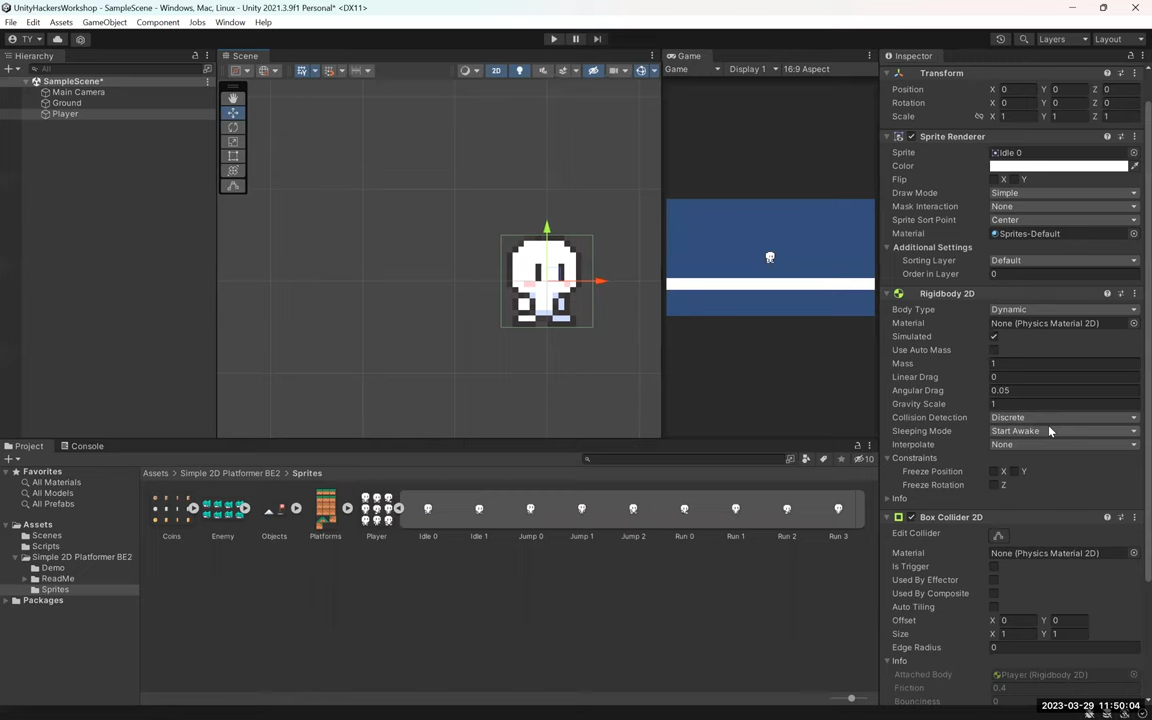 UnityHackersWorkshop - SampleScene - Windows, Mac, Linux - Unity 2021.3.9f1 Personal* <DX11>
File Edit Assets GameObject Component Jobs Window Help
TY Layers Layout
Hierarchy Scene Game Inspector
All 2D Game Display 1 16:9 Aspect Transform
SampleScene*
Main Camera
Ground
Player
Position X 0 Y 0 Z 0
Rotation X 0 Y 0 Z 0
Scale X 1 Y 1 Z 1
Sprite Renderer
Sprite Idle 0
Color
Flip X Y
Draw Mode Simple
Mask Interaction None
Sprite Sort Point Center
Material Sprites-Default
Additional Settings
Sorting Layer Default
Order in Layer 0
Rigidbody 2D
Body Type Dynamic
Material None (Physics Material 2D)
Simulated
Use Auto Mass
Mass 1
Linear Drag 0
Angular Drag 0.05
Gravity Scale 1
Collision Detection Discrete
Sleeping Mode Start Awake
Interpolate None
Constraints
Freeze Position X Y
Freeze Rotation Z
Info
Box Collider 2D
Edit Collider
Material None (Physics Material 2D)
Is Trigger
Used By Effector
Used By Composite
Auto Tiling
Offset X 0 Y 0
Size X 1 Y 1
Edge Radius 0
Info
Attached Body Player (Rigidbody 2D)
Friction 0.4
Bounciness 0
Project Console
10
Favorites
All Materials
All Models
All Prefabs
Assets
Scenes
Scripts
Simple 2D Platformer BE2
Demo
ReadMe
Sprites
Packages
Assets > Simple 2D Platformer BE2 > Sprites
Coins Enemy Objects Platforms Player Idle 0 Idle 1 Jump 0 Jump 1 Jump 2 Run 0 Run 1 Run 2 Run 3
2023-03-29 11:50:04